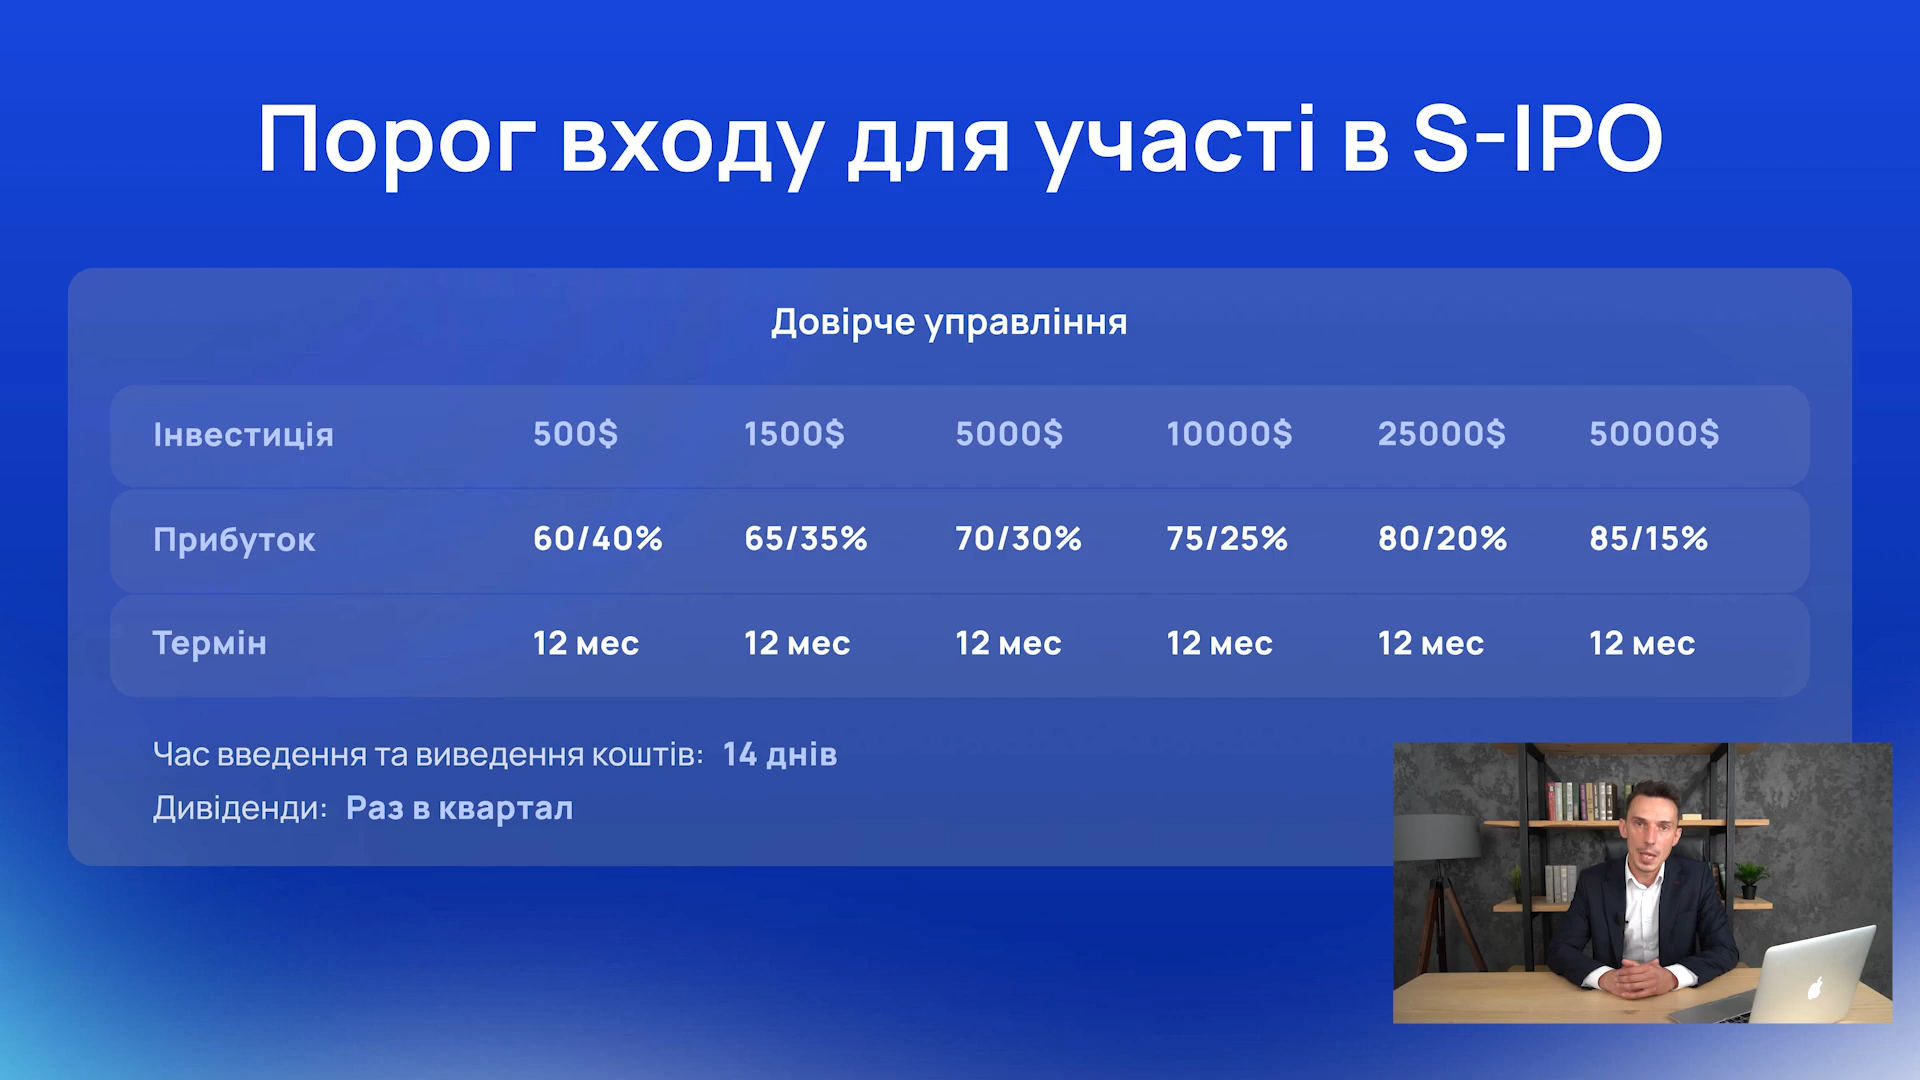 Порог входу для участі в S-IPO
Довірче управління
Інвестиція 500$ 1500$ 5000$ 10000$ 25000$ 50000$
Прибуток 60/40% 65/35% 70/30% 75/25% 80/20% 85/15%
Термін 12 мес 12 мес 12 мес 12 мес 12 мес 12 мес
Час введення та виведення коштів: 14 днів
Дивіденди: Раз в квартал